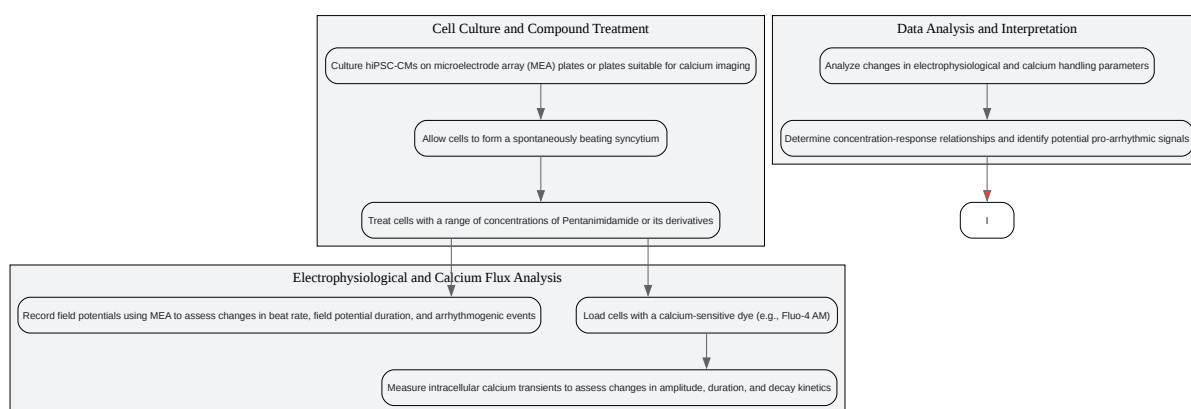 Cell Culture and Compound Treatment
Culture hiPSC-CMs on microelectrode array (MEA) plates or plates suitable for calcium imaging
Allow cells to form a spontaneously beating syncytium
Treat cells with a range of concentrations of Pentanimidamide or its derivatives
Data Analysis and Interpretation
Analyze changes in electrophysiological and calcium handling parameters
Determine concentration-response relationships and identify potential pro-arrhythmic signals
I
Electrophysiological and Calcium Flux Analysis
Record field potentials using MEA to assess changes in beat rate, field potential duration, and arrhythmogenic events
Load cells with a calcium-sensitive dye (e.g., Fluo-4 AM)
Measure intracellular calcium transients to assess changes in amplitude, duration, and decay kinetics